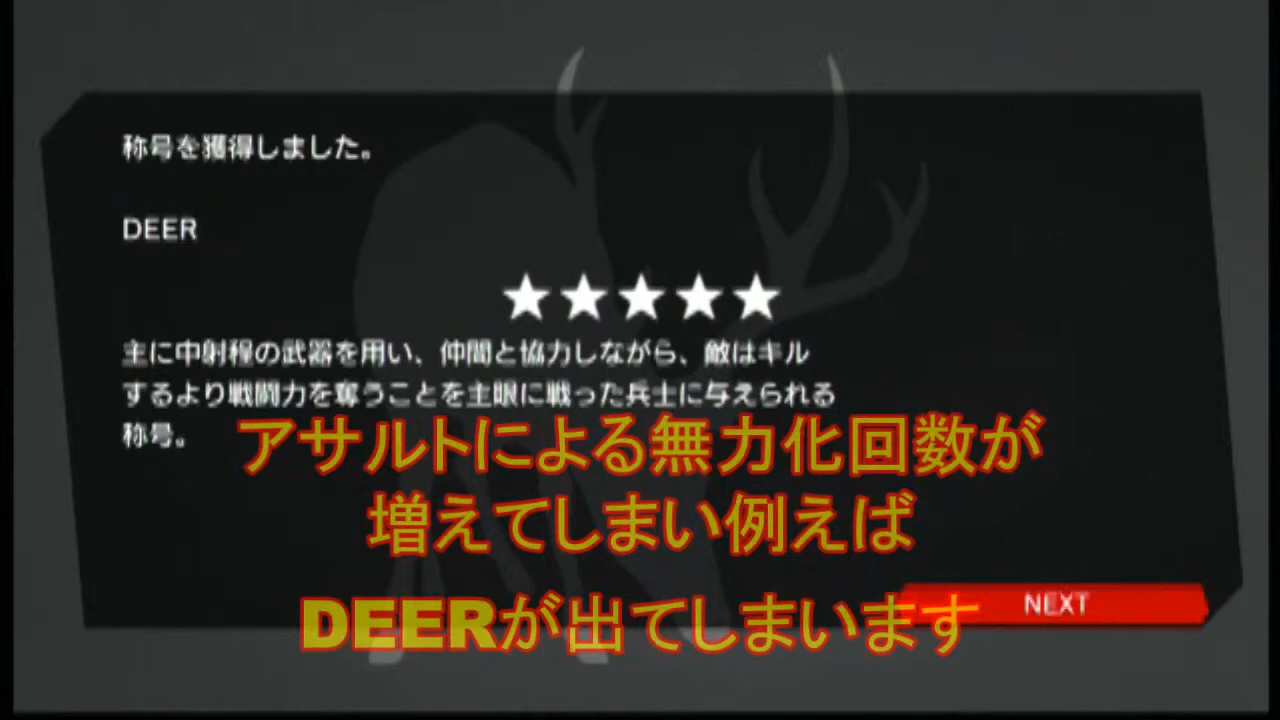 称号を獲得しました。
DEER
★★★★★
主に中射程の武器を用い、仲間と協力しながら、敵はキル
するより戦闘力を奪うことを主眼に戦った兵士に与えられる
称号。
アサルトによる無力化回数が
増えてしまい例えば
DEERが出てしまいます
NEXT